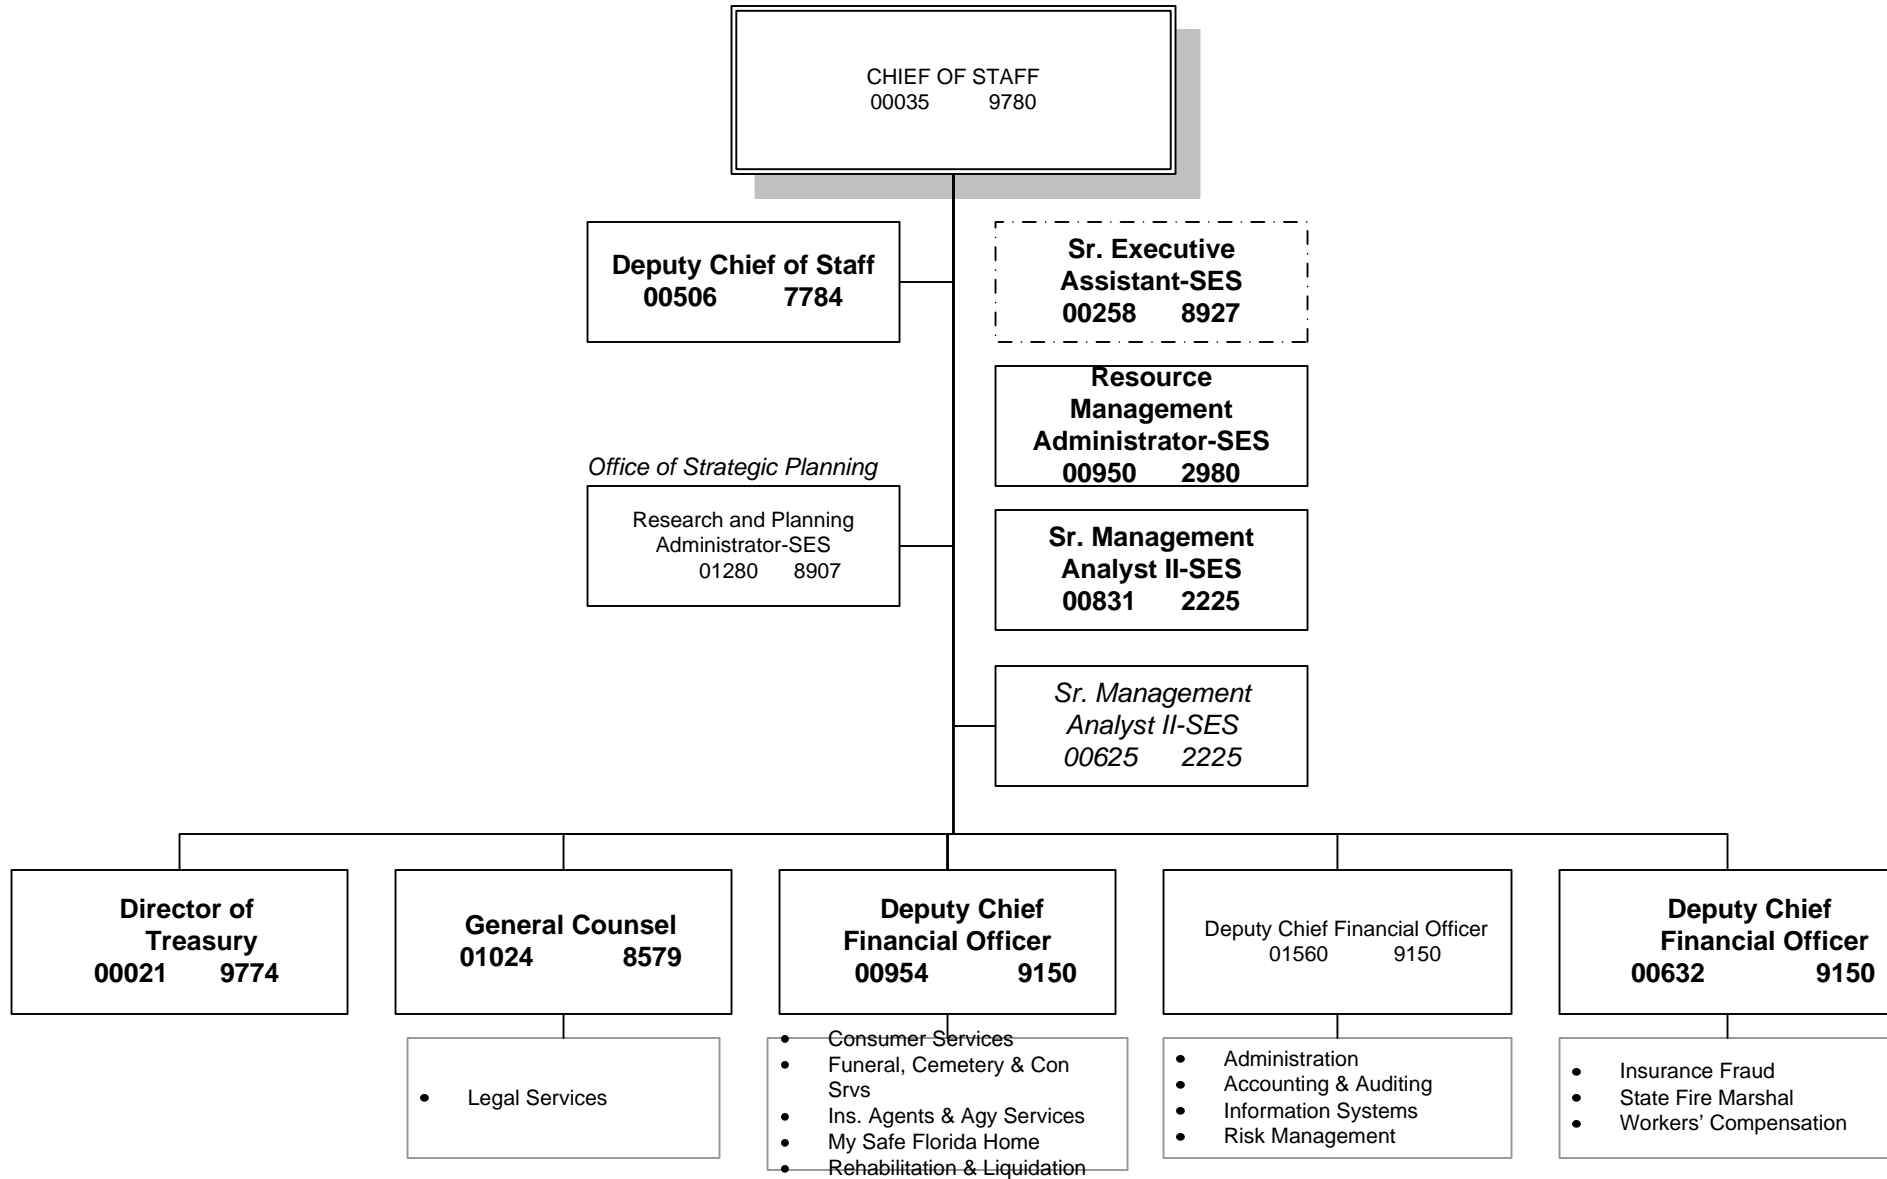 CHIEF OF STAFF
00035 9780
Deputy Chief of Staff
00506 7784
Sr. Executive
Assistant-SES
00258 8927
Resource
Management
Administrator-SES
00950 2980
Office of Strategic Planning
Research and Planning
Administrator-SES
01280 8907
Sr. Management
Analyst II-SES
00831 2225
Sr. Management
Analyst II-SES
00625 2225
Director of
Treasury
00021 9774
General Counsel
01024 8579
Deputy Chief
Financial Officer
00954 9150
Deputy Chief Financial Officer
01560 9150
Deputy Chief
Financial Officer
00632 9150
• Legal Services
• Consumer Services
• Funeral, Cemetery & Con
Srvs
• Ins. Agents & Agy Services
• My Safe Florida Home
• Rehabilitation & Liquidation
• Administration
• Accounting & Auditing
• Information Systems
• Risk Management
• Insurance Fraud
• State Fire Marshal
• Workers’ Compensation